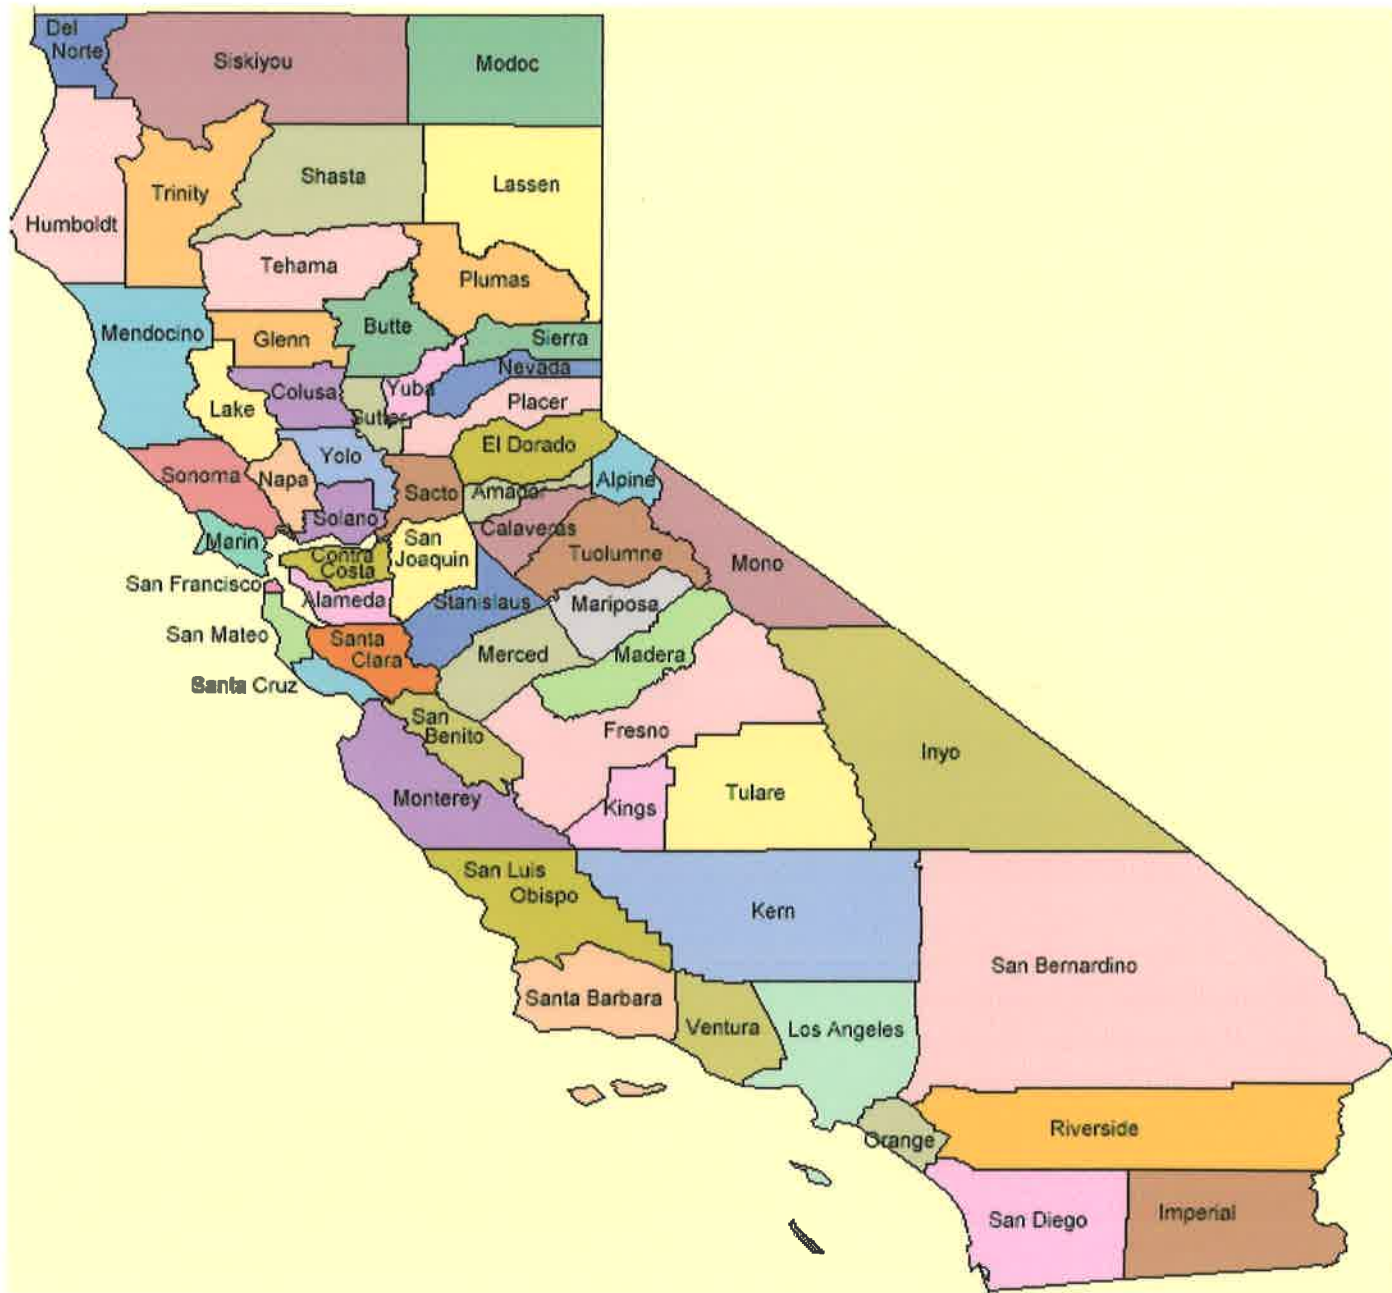 Del
Norte
Siskiyou
Modoc
Shasta
Lassen
Trinity
Humboldt
Tehama
Plumas
Mendocino
Butte
Glenn
Sierra
Nevada
Yuba
Colusa
Placer
Lake
Sutter
El Dorado
Yolo
Sonoma
Napa
Sacto
Amador
Alpine
Solano
Calaveras
Marin
San
Joaquin
Contra
Costa
Tuolumne
Mono
San Francisco
Alameda
Stanislaus
Mariposa
San Mateo
Santa
Clara
Merced
Madera
Santa Cruz
San
Benito
Fresno
Inyo
Monterey
Kings
Tulare
San Luis
Obispo
Kern
San Bernardino
Santa Barbara
Ventura
Los Angeles
Orange
Riverside
San Diego
Imperial